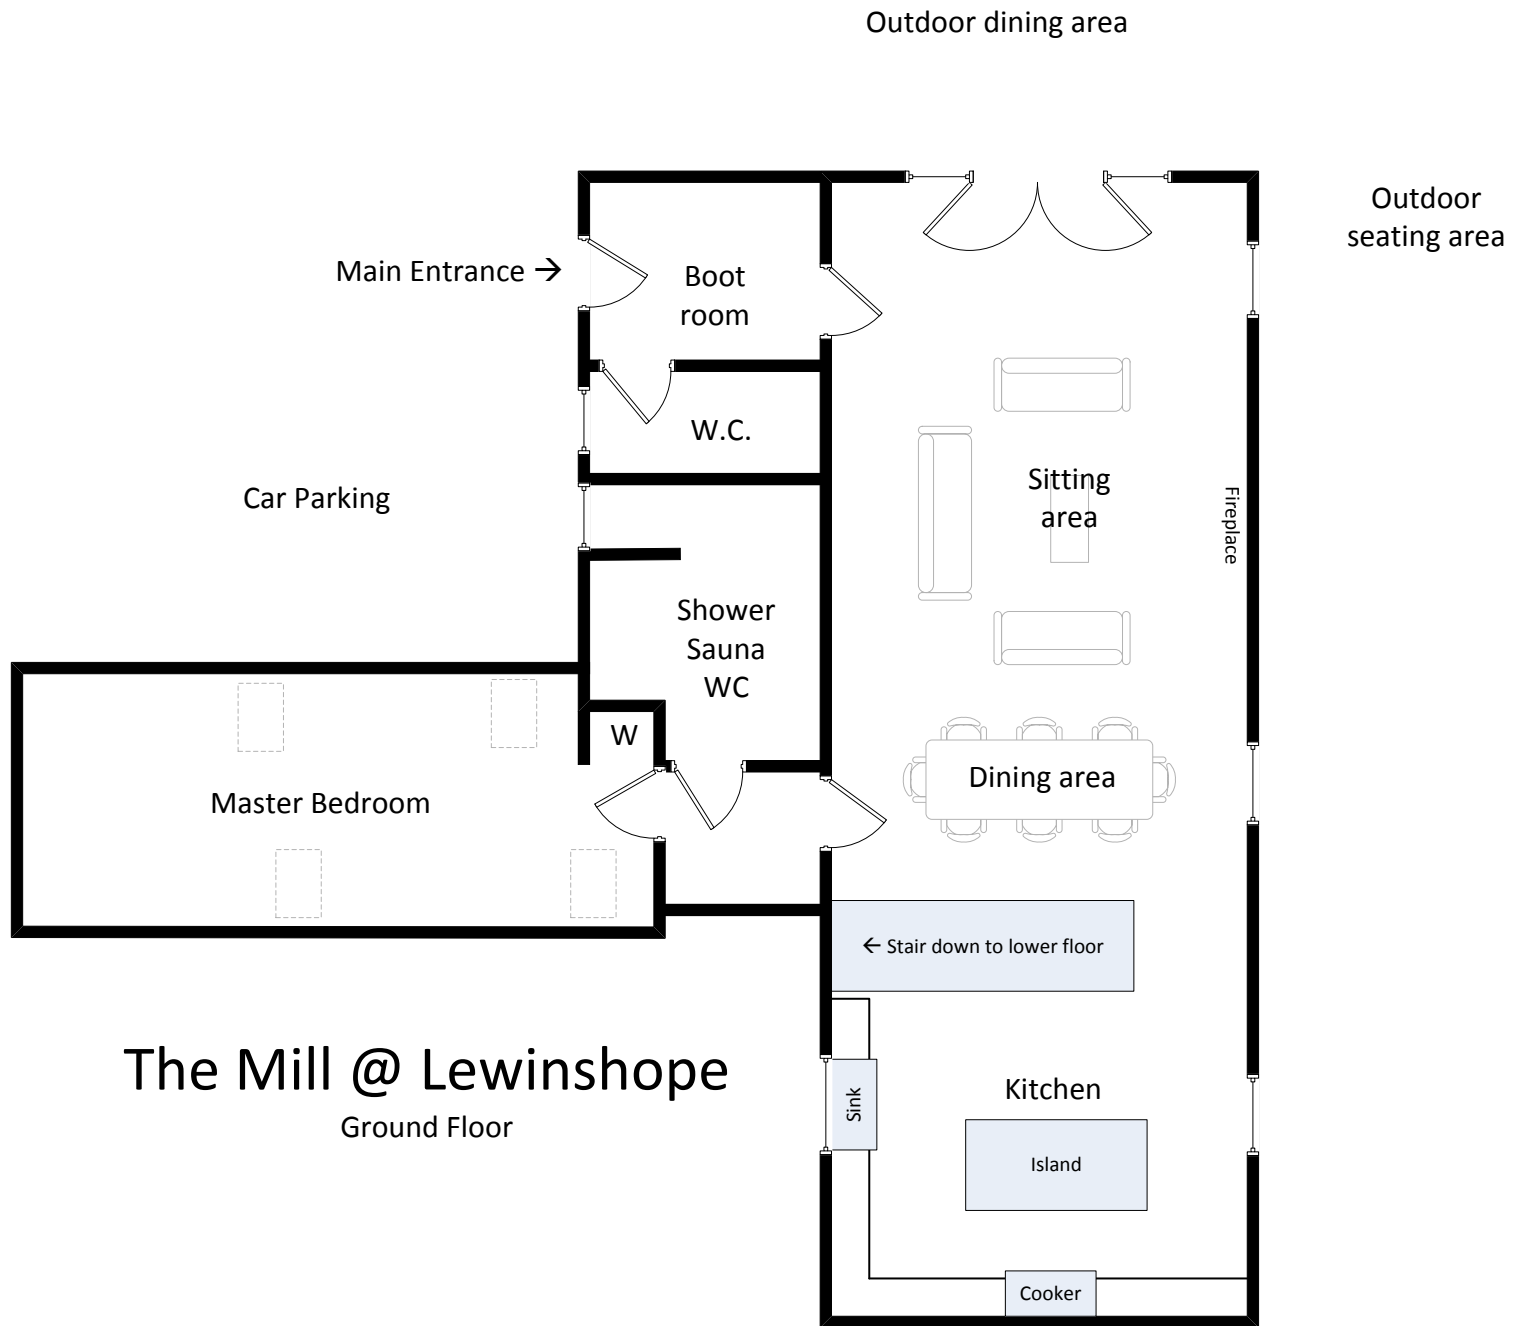 Outdoor dining area
Outdoor
seating area
Main Entrance →
Boot
room
W.C.
Car Parking
Sitting
area
Fireplace
Shower
Sauna
WC
W
Master Bedroom
Dining area
← Stair down to lower floor
The Mill @ Lewinshope
Ground Floor
Kitchen
Sink
Island
Cooker